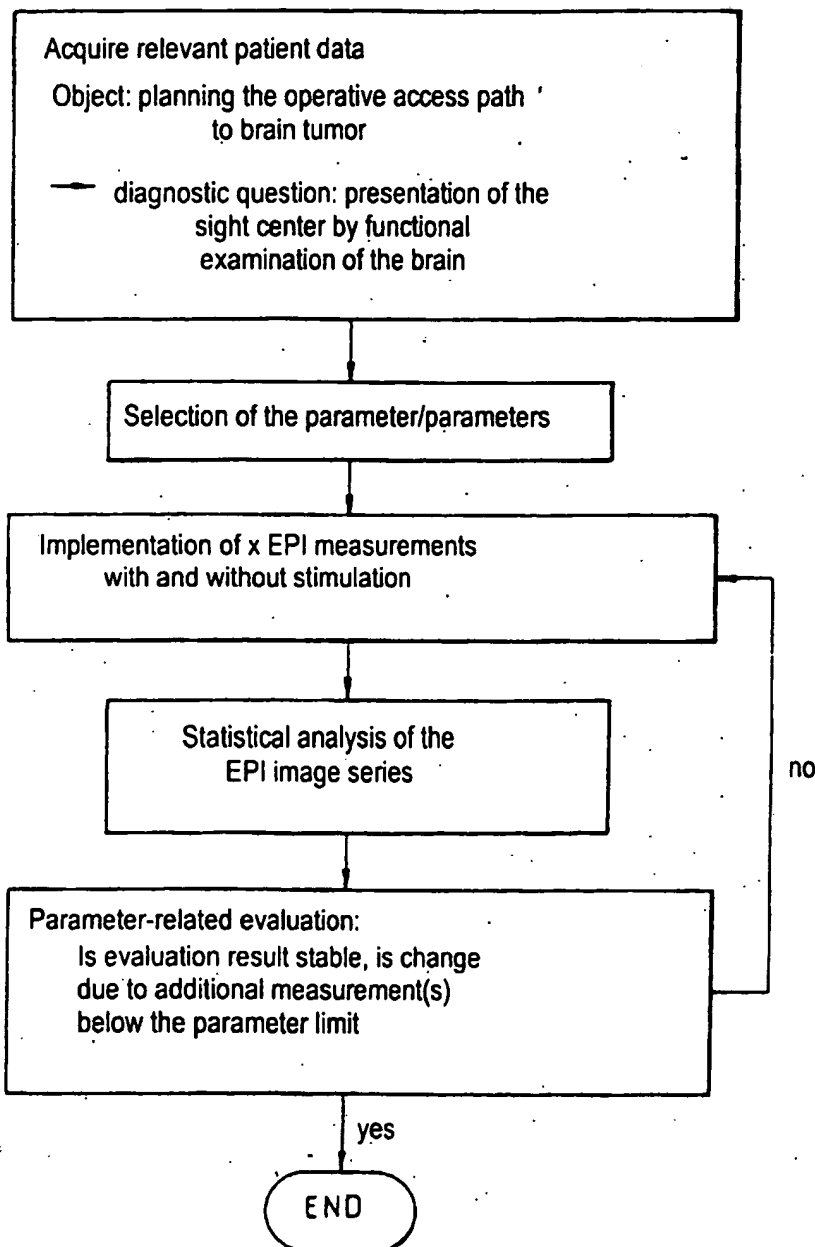 Acquire relevant patient data
Object: planning the operative access path
to brain tumor
diagnostic question: presentation of the
sight center by functional
examination of the brain
Selection of the parameter/parameters
Implementation of x EPI measurements
with and without stimulation
Statistical analysis of the
EPI image series
no
Parameter-related evaluation:
Is evaluation result stable, is change
due to additional measurement(s)
below the parameter limit
yes
END